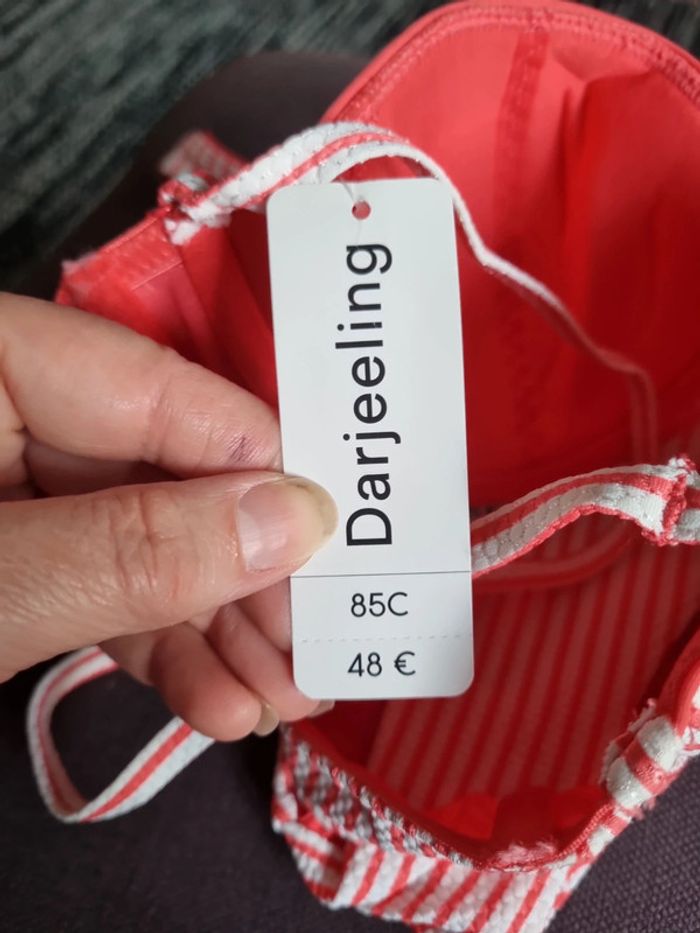 Darjeeling
85C
48 €